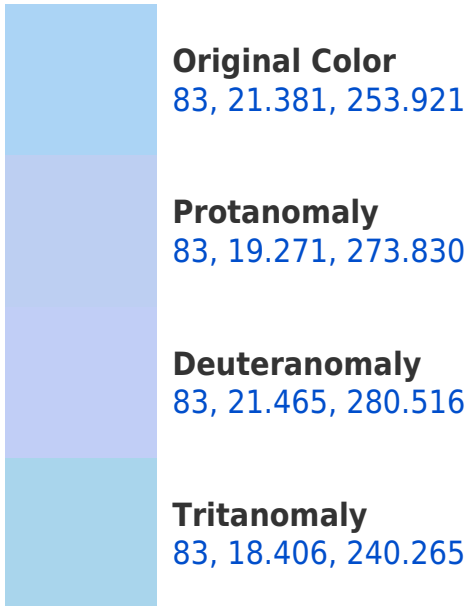 Original Color
83, 21.381, 253.921
Protanomaly
83, 19.271, 273.830
Deuteranomaly
83, 21.465, 280.516
Tritanomaly
83, 18.406, 240.265